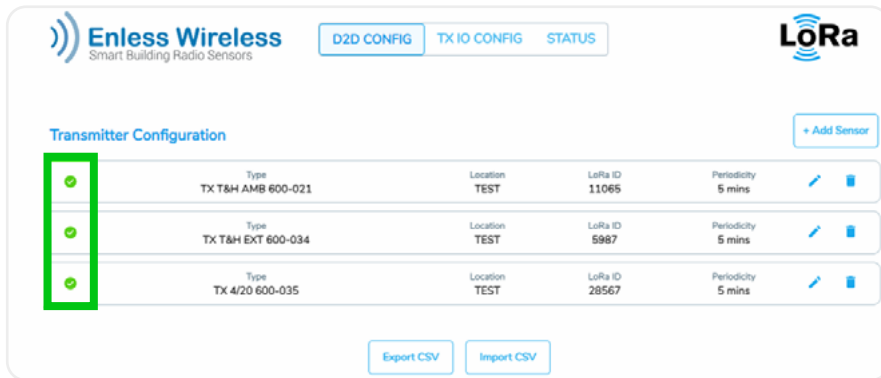 Enless Wireless
Smart Building Radio Sensors
D2D CONFIG TX IO CONFIG STATUS
LoRa
Transmitter Configuration
+ Add Sensor
Type Location LoRa ID Periodicity
TX T&H AMB 600-021 TEST 11065 5 mins
Type Location LoRa ID Periodicity
TX T&H EXT 600-034 TEST 5987 5 mins
Type Location LoRa ID Periodicity
TX 4/20 600-035 TEST 28567 5 mins
Export CSV Import CSV